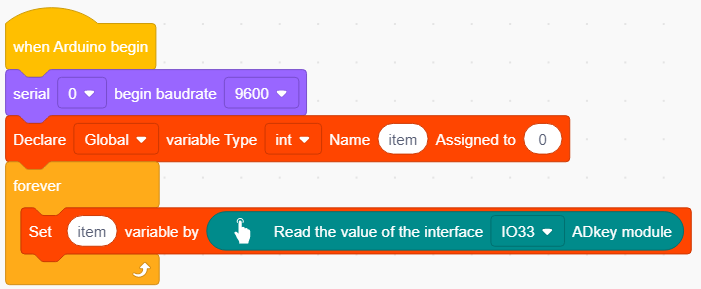 when Arduino begin
serial 0 begin baudrate 9600
Declare Global variable Type int Name item Assigned to 0
forever
Set item variable by Read the value of the interface IO33 ADkey module